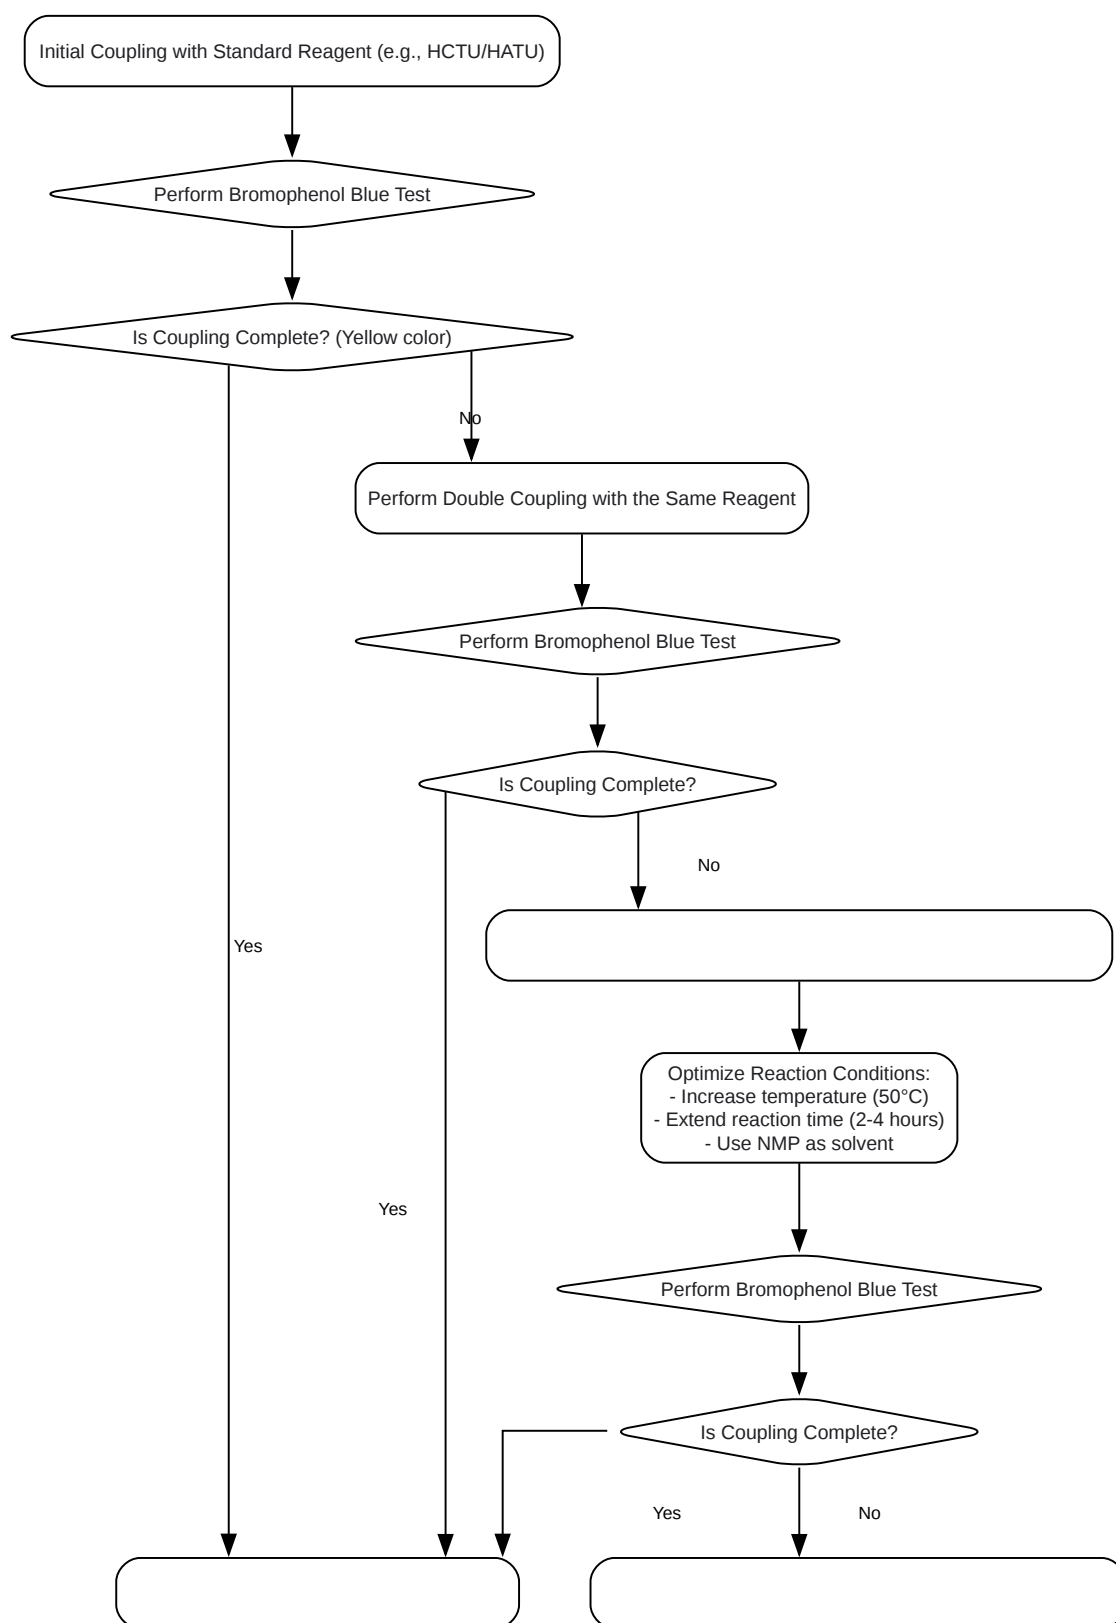 Initial Coupling with Standard Reagent (e.g., HCTU/HATU)
Perform Bromophenol Blue Test
Is Coupling Complete? (Yellow color)
No
Perform Double Coupling with the Same Reagent
Perform Bromophenol Blue Test
Is Coupling Complete?
No
Yes
Optimize Reaction Conditions:
- Increase temperature (50°C)
- Extend reaction time (2-4 hours)
- Use NMP as solvent
Yes
Perform Bromophenol Blue Test
Is Coupling Complete?
Yes
No